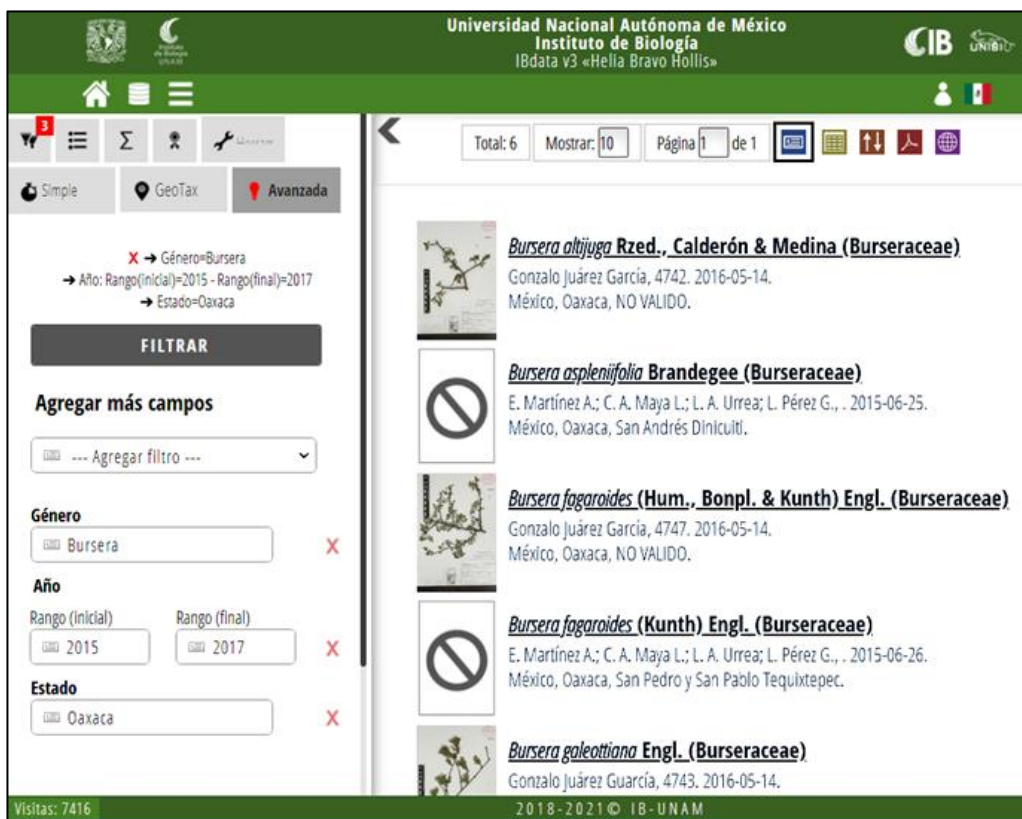 Universidad Nacional Autónoma de México
Instituto de Biología
IBdata v3 «Helia Bravo Hollis»
Instituto
de Biología
UNAM
CIB
UNIBIO
3
Simple
GeoTax
Avanzada
X → Género=Bursera
→ Año: Rango(inicial)=2015 - Rango(final)=2017
→ Estado=Oaxaca
FILTRAR
Agregar más campos
--- Agregar filtro ---
Género
Bursera
X
Año
Rango (inicial)
Rango (final)
2015
2017
X
Estado
Oaxaca
X
Total: 6
Mostrar: 10
Página 1 de 1
Bursera altijuga Rzed., Calderón & Medina (Burseraceae)
Gonzalo Juárez García, 4742. 2016-05-14.
México, Oaxaca, NO VALIDO.
Bursera aspleniifolia Brandegee (Burseraceae)
E. Martínez A.; C. A. Maya L.; L. A. Urrea; L. Pérez G., . 2015-06-25.
México, Oaxaca, San Andrés Dinicuiti.
Bursera fagaroides (Hum., Bonpl. & Kunth) Engl. (Burseraceae)
Gonzalo Juárez García, 4747. 2016-05-14.
México, Oaxaca, NO VALIDO.
Bursera fagaroides (Kunth) Engl. (Burseraceae)
E. Martínez A.; C. A. Maya L.; L. A. Urrea; L. Pérez G., . 2015-06-26.
México, Oaxaca, San Pedro y San Pablo Tequixtepec.
Bursera galeottiana Engl. (Burseraceae)
Gonzalo Juárez Guarcía, 4743. 2016-05-14.
Visitas: 7416
2018-2021© IB-UNAM